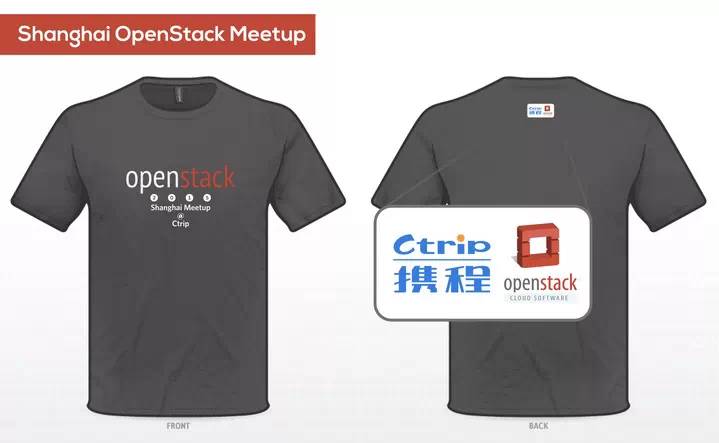 Shanghai OpenStack Meetup
openstack
2015
Shanghai Meetup
@
Ctrip
FRONT
Ctrip
携程
openstack
CLOUD SOFTWARE
BACK